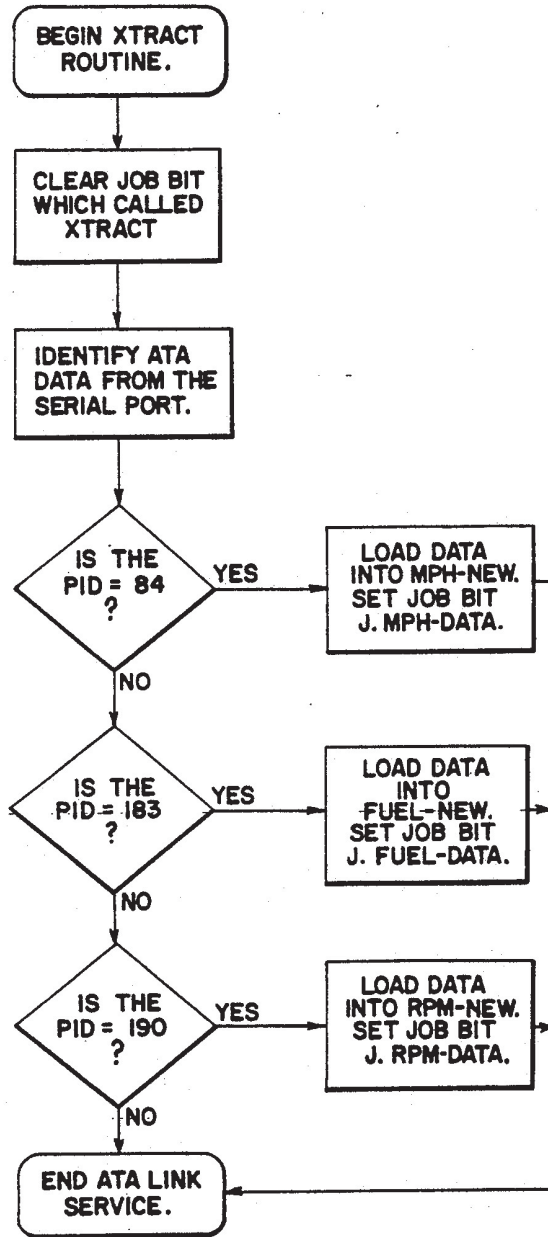 BEGIN XTRACT
ROUTINE.
CLEAR JOB BIT
WHICH CALLED
XTRACT
IDENTIFY ATA
DATA FROM THE
SERIAL PORT.
IS THE
PID = 84
?
YES
LOAD DATA
INTO MPH-NEW.
SET JOB BIT
J. MPH-DATA.
NO
IS THE
PID = 183
?
YES
LOAD DATA
INTO
FUEL-NEW.
SET JOB BIT
J. FUEL-DATA.
NO
IS THE
PID = 190
?
YES
LOAD DATA
INTO RPM-NEW.
SET JOB BIT
J. RPM-DATA.
NO
END ATA LINK
SERVICE.